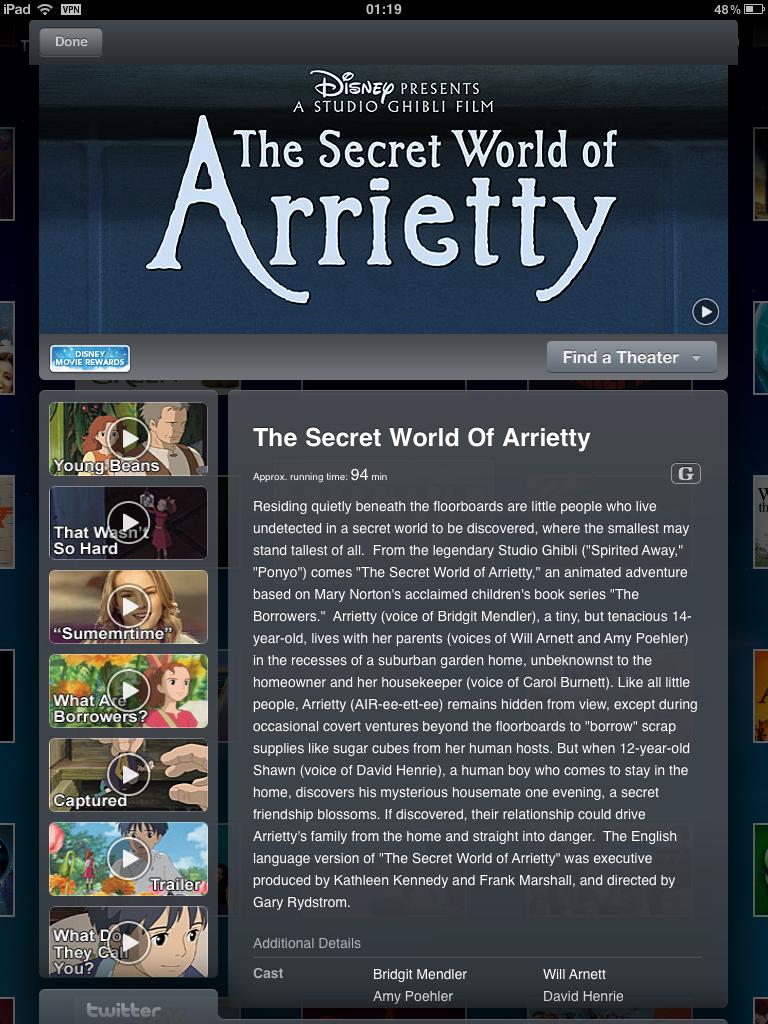 iPad VPN 01:19 48%
Done
DISNEY PRESENTS
A STUDIO GHIBLI FILM
The Secret World of
Arrietty
DISNEY
MOVIE REWARDS
Find a Theater
Young Beans
That Wasn't
So Hard
“Sumemrtime”
What Are
Borrowers?
Captured
Trailer
What Do
They Call
You?
twitter
The Secret World Of Arrietty
Approx. running time: 94 min G
Residing quietly beneath the floorboards are little people who live
undetected in a secret world to be discovered, where the smallest may
stand tallest of all.  From the legendary Studio Ghibli ("Spirited Away,"
"Ponyo") comes "The Secret World of Arrietty," an animated adventure
based on Mary Norton's acclaimed children's book series "The
Borrowers."  Arrietty (voice of Bridgit Mendler), a tiny, but tenacious 14-
year-old, lives with her parents (voices of Will Arnett and Amy Poehler)
in the recesses of a suburban garden home, unbeknownst to the
homeowner and her housekeeper (voice of Carol Burnett). Like all little
people, Arrietty (AIR-ee-ett-ee) remains hidden from view, except during
occasional covert ventures beyond the floorboards to "borrow" scrap
supplies like sugar cubes from her human hosts. But when 12-year-old
Shawn (voice of David Henrie), a human boy who comes to stay in the
home, discovers his mysterious housemate one evening, a secret
friendship blossoms. If discovered, their relationship could drive
Arrietty's family from the home and straight into danger.  The English
language version of "The Secret World of Arrietty" was executive
produced by Kathleen Kennedy and Frank Marshall, and directed by
Gary Rydstrom.
Additional Details
Cast Bridgit Mendler Will Arnett
Amy Poehler David Henrie